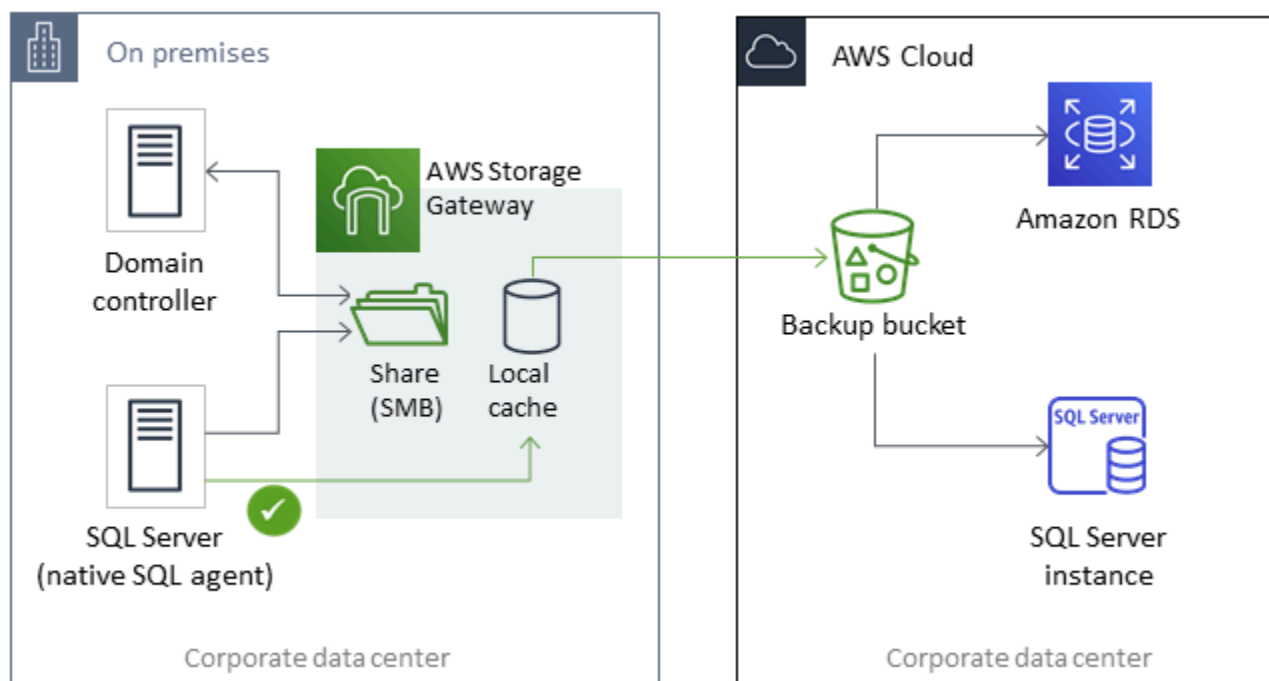 On premises
AWS Cloud
AWS Storage
Gateway
Domain
controller
Share
(SMB)
Local
cache
SQL Server
(native SQL agent)
Corporate data center
Amazon RDS
Backup bucket
SQL Server
SQL Server
instance
Corporate data center